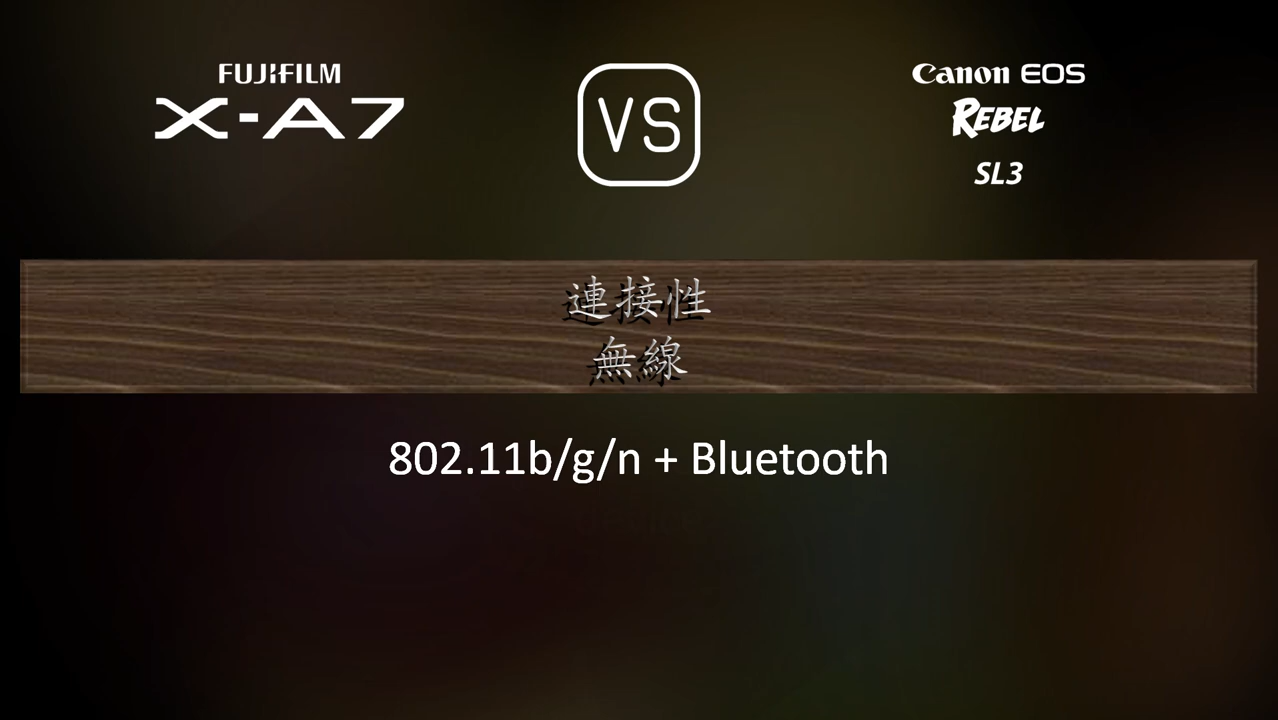 FUJIFILM
X-A7
VS
Canon EOS
REBEL
SL3
連接性
無線
802.11b/g/n + Bluetooth